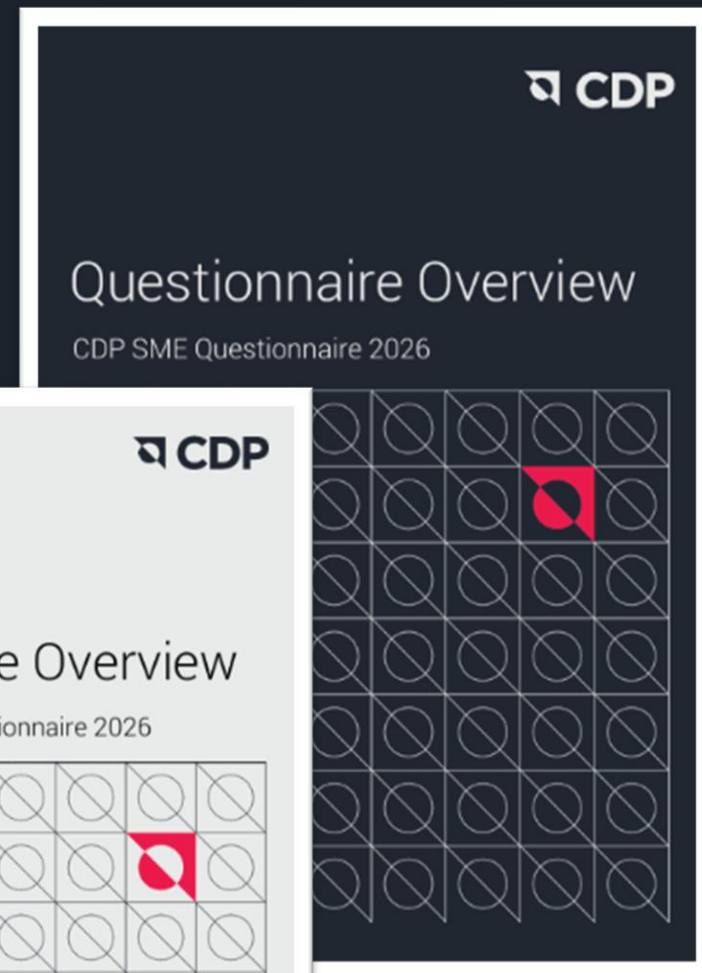 CDP
Questionnaire Overview
CDP SME Questionnaire 2026
CDP
e Overview
ionnaire 2026